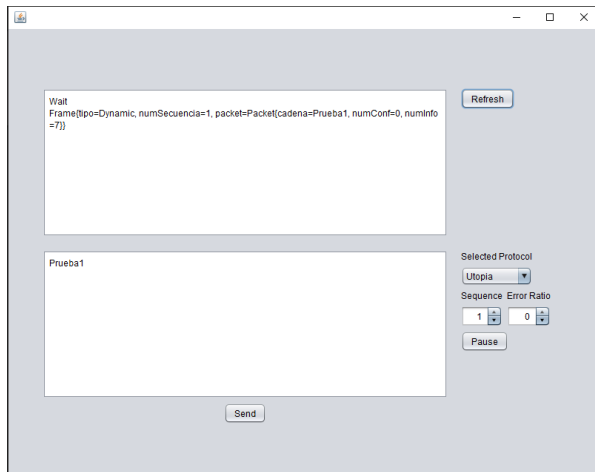 Wait
Frame{tipo=Dynamic, numSecuencia=1, packet=Packet{cadena=Prueba1, numConf=0, numInfo
=7}}
Refresh
Prueba1
Selected Protocol
Utopia
Sequence Error Ratio
1 0
Pause
Send